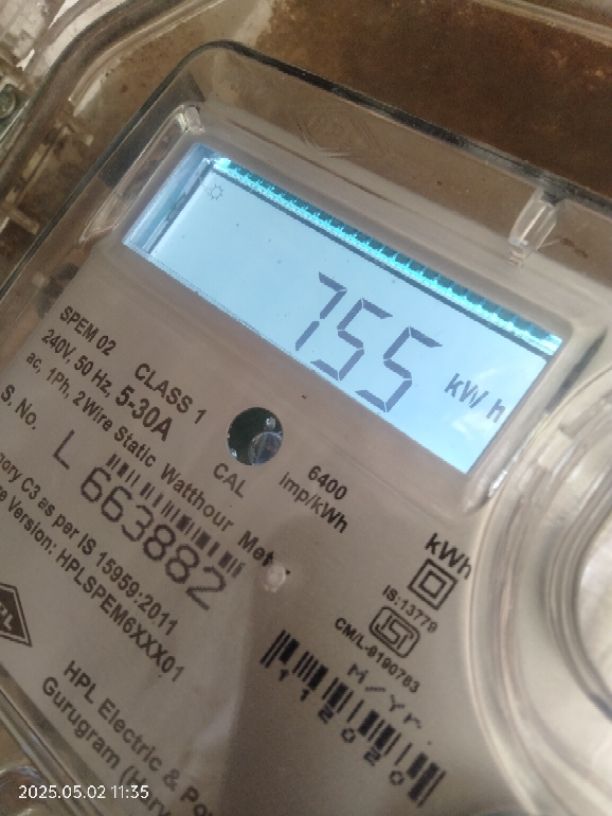 755 kWh
SPEM 02 CLASS 1
240V, 50 Hz, 5-30A
ac, 1Ph, 2 Wire Static Watthour
CAL
6400
imp/kWh
S. No.
L 663882
C3 as per IS 15959:2011
Version: HPLSPEM6XXX01
kWh
IS:13779
CM/L-9190763
M/Yr.
112020
HPL Electric &
Gurugram
2025.05.02 11:35